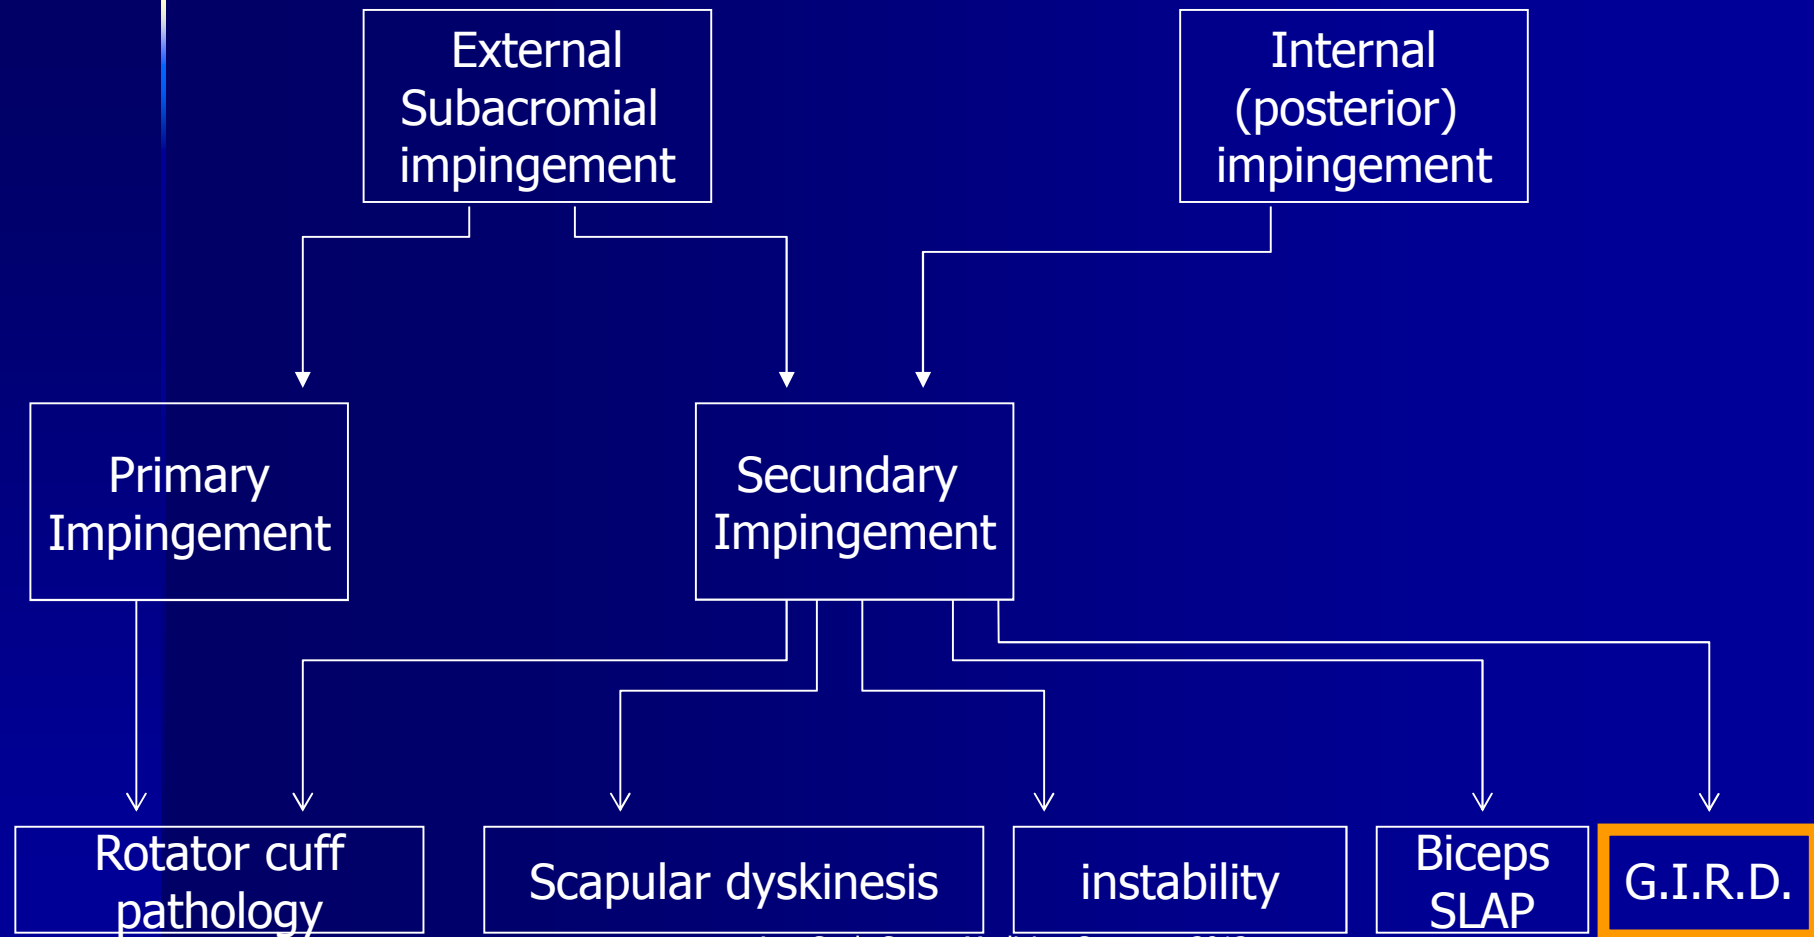 External
Subacromial
impingement
Internal
(posterior)
impingement
Primary
Impingement
Secundary
Impingement
Rotator cuff
pathology
Scapular dyskinesis
instability
Biceps
SLAP
G.I.R.D.